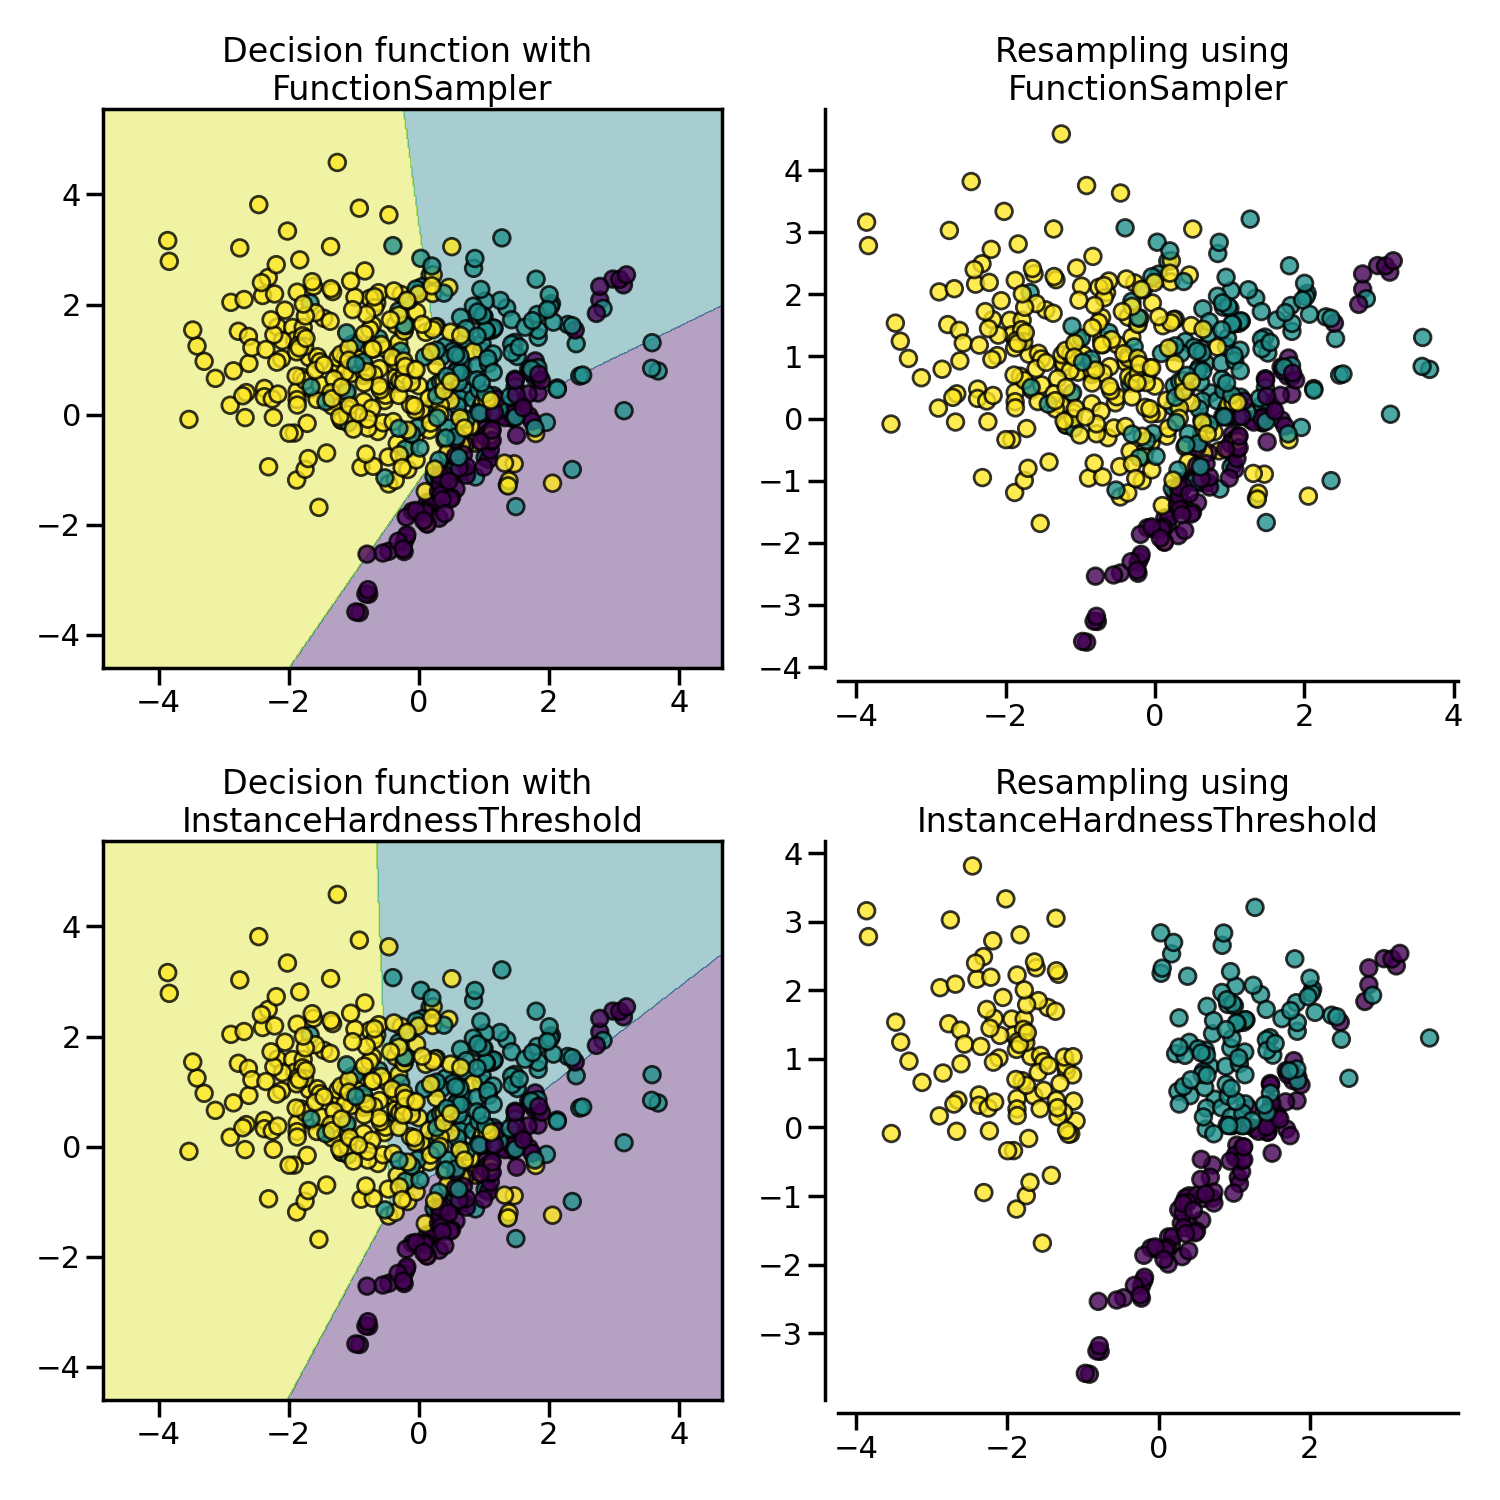 Decision function with
FunctionSampler
4
2
0
−2
−4
−4 −2 0 2 4
Resampling using
FunctionSampler
4
3
2
1
0
−1
−2
−3
−4
−4 −2 0 2 4
Decision function with
InstanceHardnessThreshold
4
2
0
−2
−4
−4 −2 0 2 4
Resampling using
InstanceHardnessThreshold
4
3
2
1
0
−1
−2
−3
−4 −2 0 2